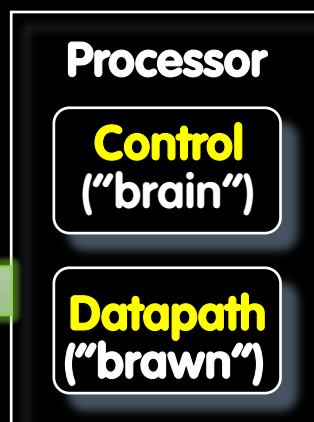 Processor
Control
("brain")
Datapath
("brawn")